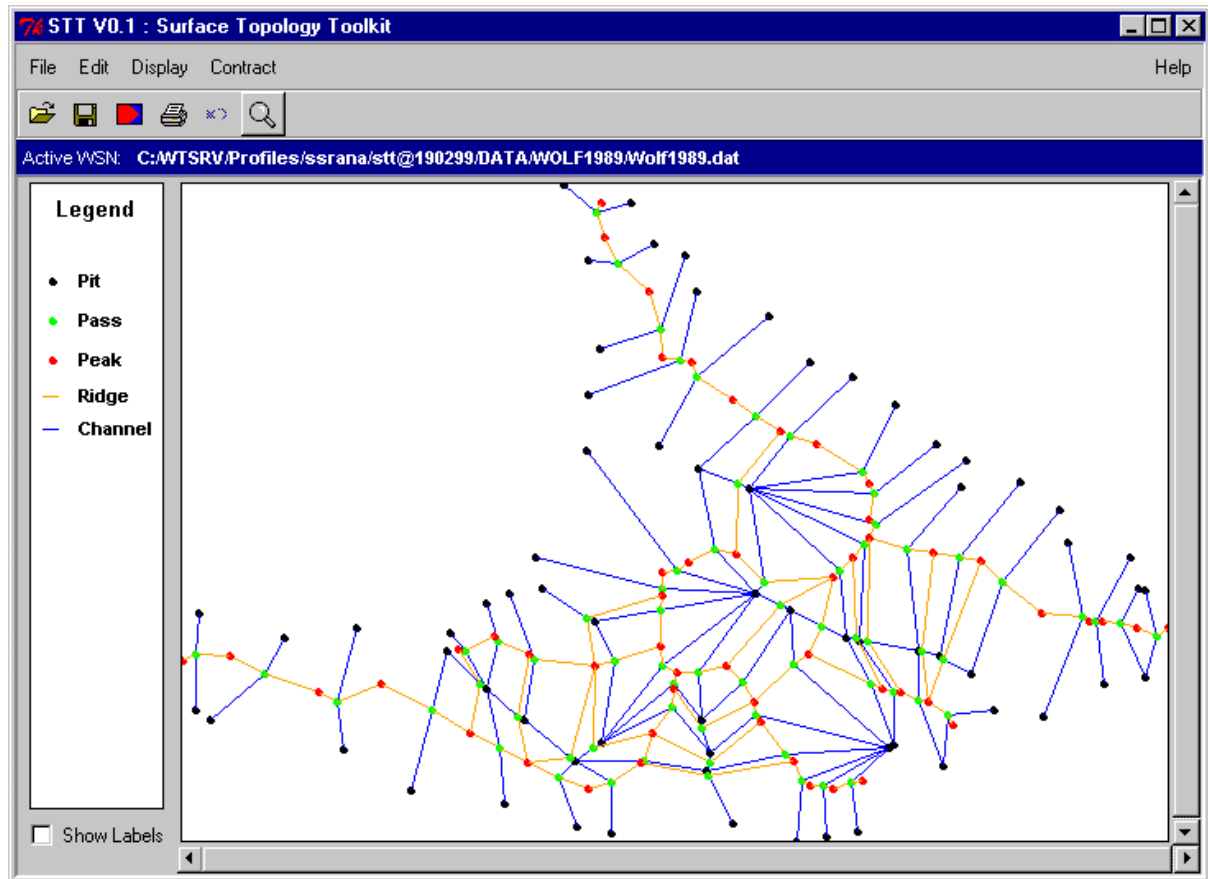 STT V0.1 : Surface Topology Toolkit
File Edit Display Contract Help
Active WSN: C:/WTSRV/Profiles/ssrana/stt@190299/DATA/WOLF1989/Wolf1989.dat
Legend
Pit
Pass
Peak
Ridge
Channel
Show Labels